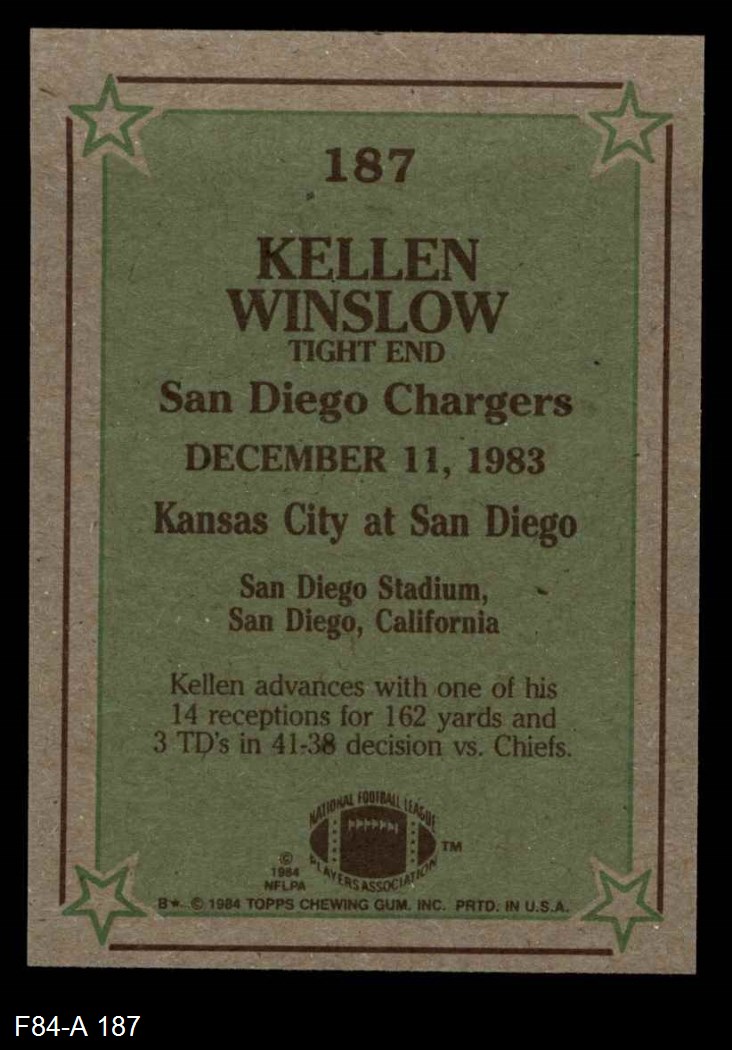 187
KELLEN
WINSLOW
TIGHT END
San Diego Chargers
DECEMBER 11, 1983
Kansas City at San Diego
San Diego Stadium,
San Diego, California
Kellen advances with one of his
14 receptions for 162 yards and
3 TD's in 41-38 decision vs. Chiefs.
NATIONAL FOOTBALL LEAGUE
PLAYERS ASSOCIATION
TM
©
1984
NFLPA
B★ © 1984 TOPPS CHEWING GUM, INC. PRTD. IN U.S.A.
F84-A 187